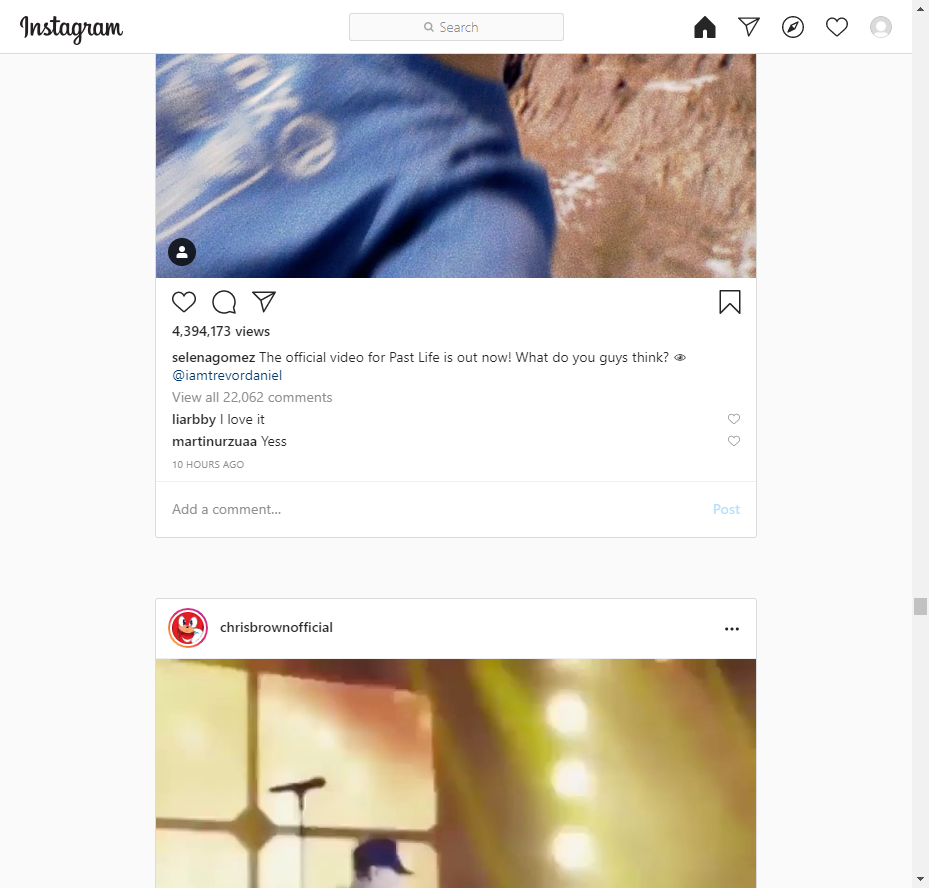 Instagram
Search
4,394,173 views
selenagomez The official video for Past Life is out now! What do you guys think? 👁
@iamtrevordaniel
View all 22,062 comments
liarbby I love it
martinurzuaa Yess
10 HOURS AGO
Add a comment...
Post
chrisbrownofficial